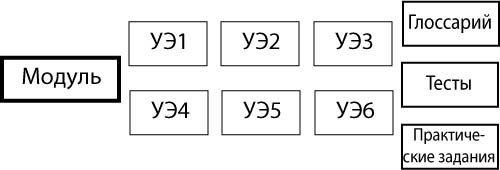 Модуль
УЭ1
УЭ2
УЭ3
УЭ4
УЭ5
УЭ6
Глоссарий
Тесты
Практиче-
ские задания